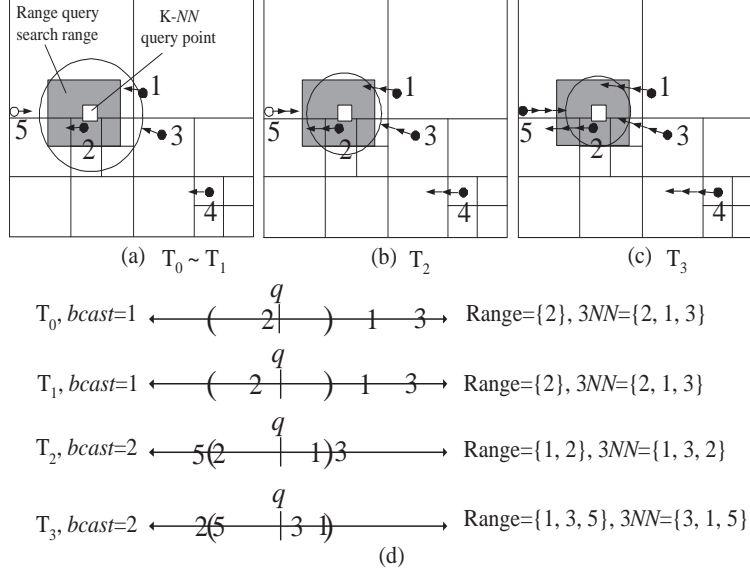 Range query
search range
K-NN
query point
1
5
2
3
4
(a) T0 ~ T1
1
5
2
3
4
(b) T2
1
5
2
3
4
(c) T3
q
T0, bcast=1 ( 2 ) 1 3 Range={2}, 3NN={2, 1, 3}
q
T1, bcast=1 ( 2 ) 1 3 Range={2}, 3NN={2, 1, 3}
q
T2, bcast=2 5(2 1)3 Range={1, 2}, 3NN={1, 3, 2}
q
T3, bcast=2 2(5 3 1) Range={1, 3, 5}, 3NN={3, 1, 5}
(d)